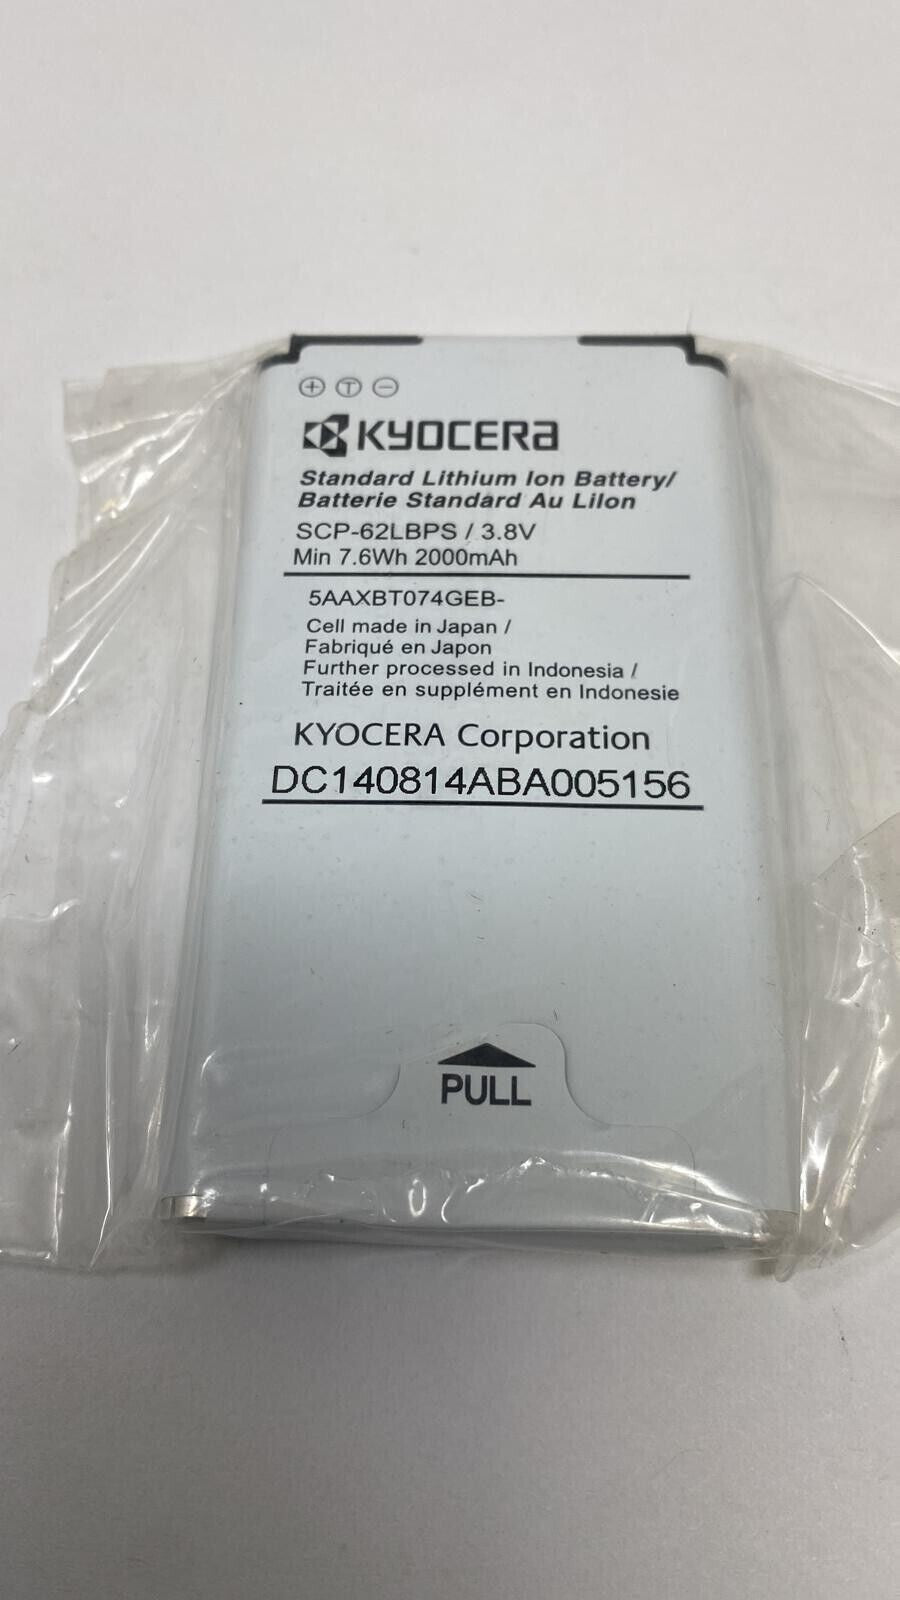 + T −
KYOCERA
Standard Lithium Ion Battery/
Batterie Standard Au LiIon
SCP-62LBPS / 3.8V
Min 7.6Wh 2000mAh
5AAXBT074GEB-
Cell made in Japan /
Fabriqué en Japon
Further processed in Indonesia /
Traitée en supplément en Indonesie
KYOCERA Corporation
DC140814ABA005156
PULL